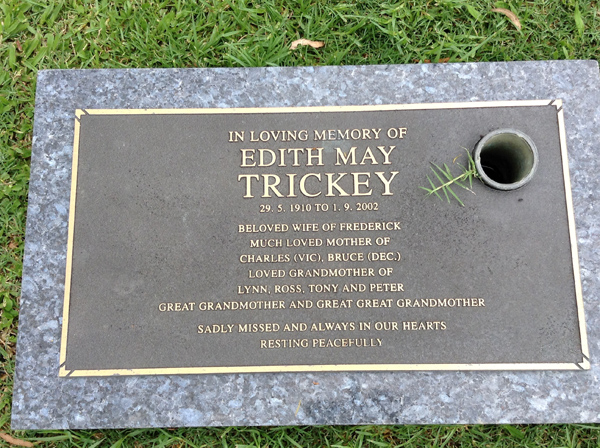 IN LOVING MEMORY OF
EDITH MAY
TRICKEY
29. 5. 1910 TO 1. 9. 2002
BELOVED WIFE OF FREDERICK
MUCH LOVED MOTHER OF
CHARLES (VIC), BRUCE (DEC.)
LOVED GRANDMOTHER OF
LYNN, ROSS, TONY AND PETER
GREAT GRANDMOTHER AND GREAT GREAT GRANDMOTHER
SADLY MISSED AND ALWAYS IN OUR HEARTS
RESTING PEACEFULLY